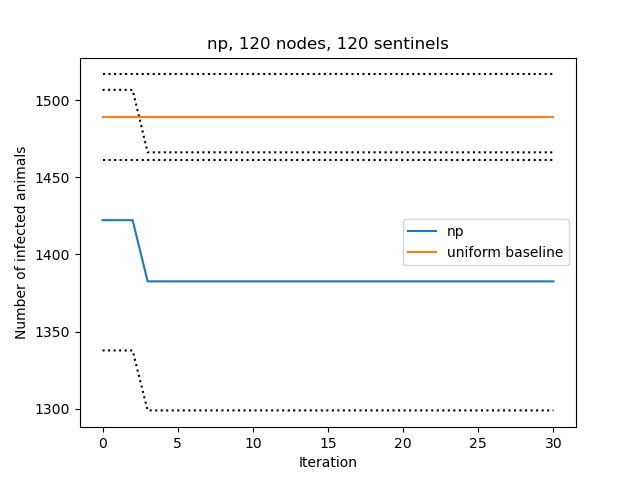 np, 120 nodes, 120 sentinels
Number of infected animals
1500
1450
1400
1350
1300
np
uniform baseline
0 5 10 15 20 25 30
Iteration